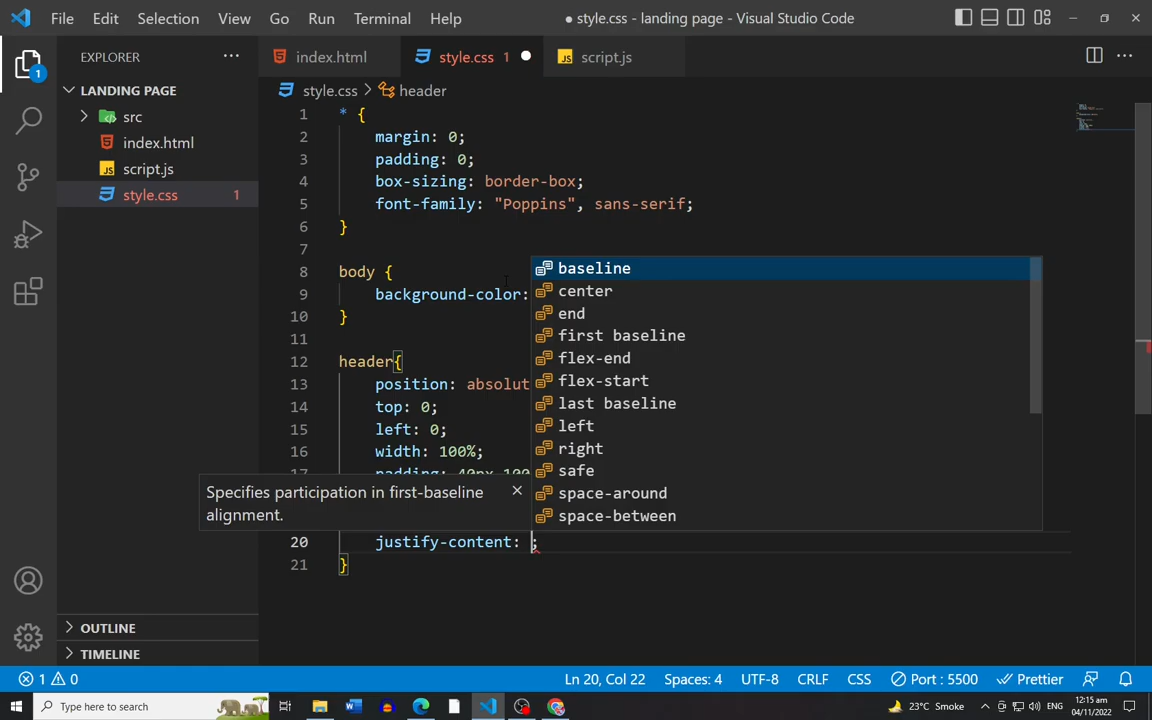 File Edit Selection View Go Run Terminal Help
● style.css - landing page - Visual Studio Code
EXPLORER
index.html
style.css 1
script.js
1
LANDING PAGE
src
index.html
script.js
style.css 1
style.css > header
1 * {
2 margin: 0;
3 padding: 0;
4 box-sizing: border-box;
5 font-family: "Poppins", sans-serif;
6 }
7
8 body {
9 background-color:
10 }
11
12 header{
13 position: absolut
14 top: 0;
15 left: 0;
16 width: 100%;
17 padding: 40px 100
20 justify-content: ;
21 }
baseline
center
end
first baseline
flex-end
flex-start
last baseline
left
right
safe
space-around
space-between
Specifies participation in first-baseline
alignment.
OUTLINE
TIMELINE
1 0
Ln 20, Col 22 Spaces: 4 UTF-8 CRLF CSS Port : 5500 Prettier
Type here to search
23°C Smoke
ENG
12:15 am
04/11/2022